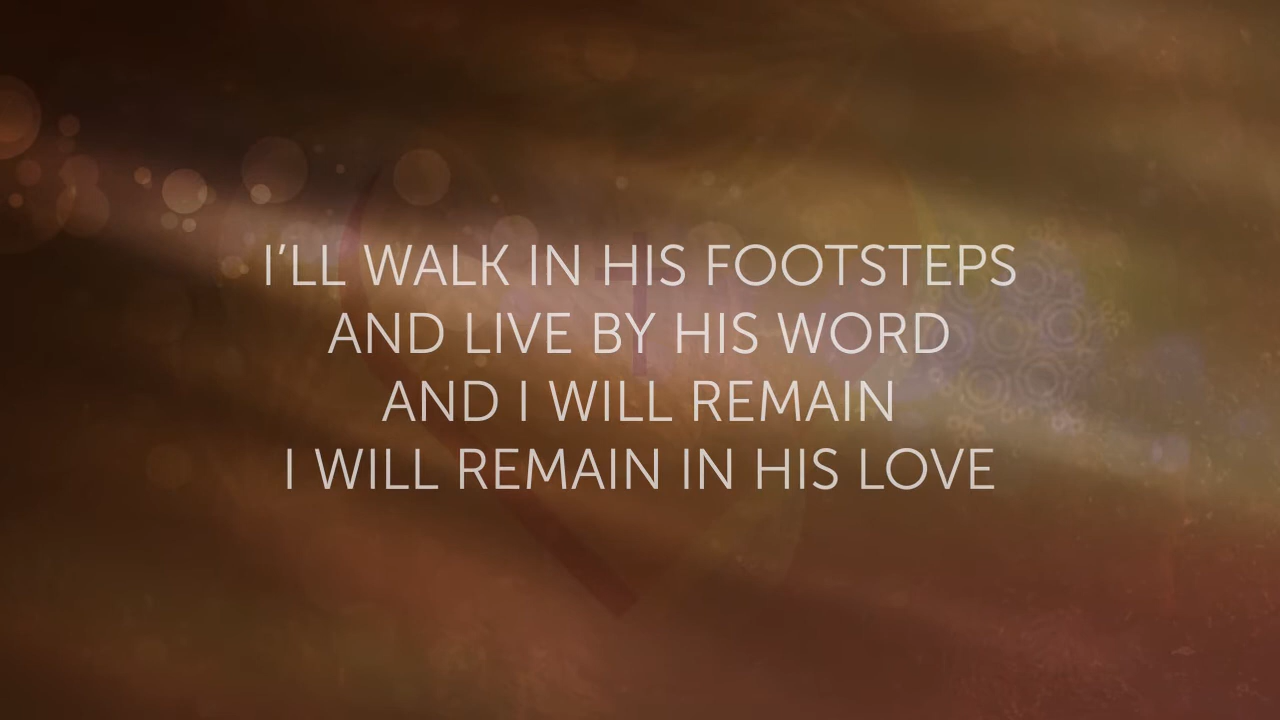 I'LL WALK IN HIS FOOTSTEPS
AND LIVE BY HIS WORD
AND I WILL REMAIN
I WILL REMAIN IN HIS LOVE